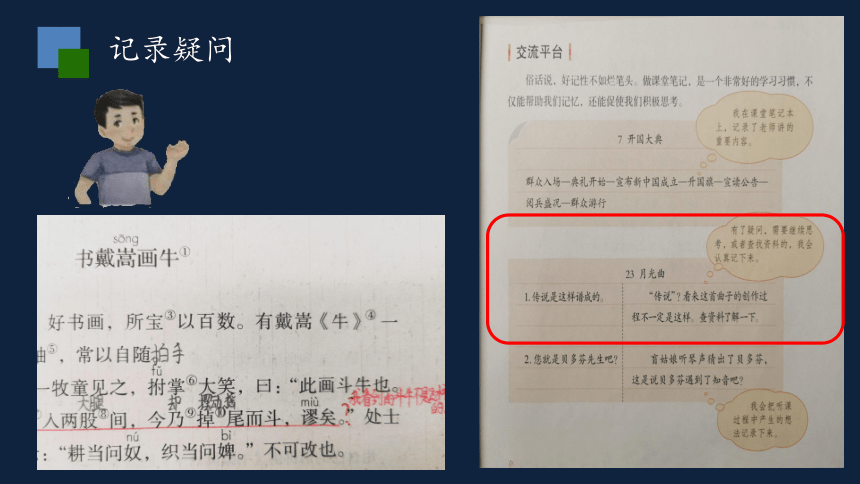 记录疑问
sōng
书戴嵩画牛①
好书画，所宝③以百数。有戴嵩《牛》④一
轴⑤，常以自随
拍手
fǔ
一牧童见之，拊掌⑥大笑，曰：“此画斗牛也。
大腿 却 摆动着 miù
入两股⑧间，今乃⑨掉⑩尾而斗，谬矣。”处士
nú bì
：“耕当问奴，织当问婢。”不可改也。
交流平台
俗话说，好记性不如烂笔头。做课堂笔记，是一个非常好的学习习惯，不
仅能帮助我们记忆，还能促使我们积极思考。
我在课堂笔记本
上，记录了老师讲的
重要内容。
7 开国大典
群众入场—典礼开始—宣布新中国成立—升国旗—宣读公告—
阅兵盛况—群众游行
有了疑问，需要继续思
考，或者查找资料的，我会
认真记下来。
23 月光曲
1.传说是这样谱成的。 “传说”？看来这首曲子的创作过
程不一定是这样。查资料了解一下。
2.您就是贝多芬先生吧？ 盲姑娘听琴声猜出了贝多芬，
这是说贝多芬遇到了知音吧？
我会把听课
过程中产生的想
法记录下来。